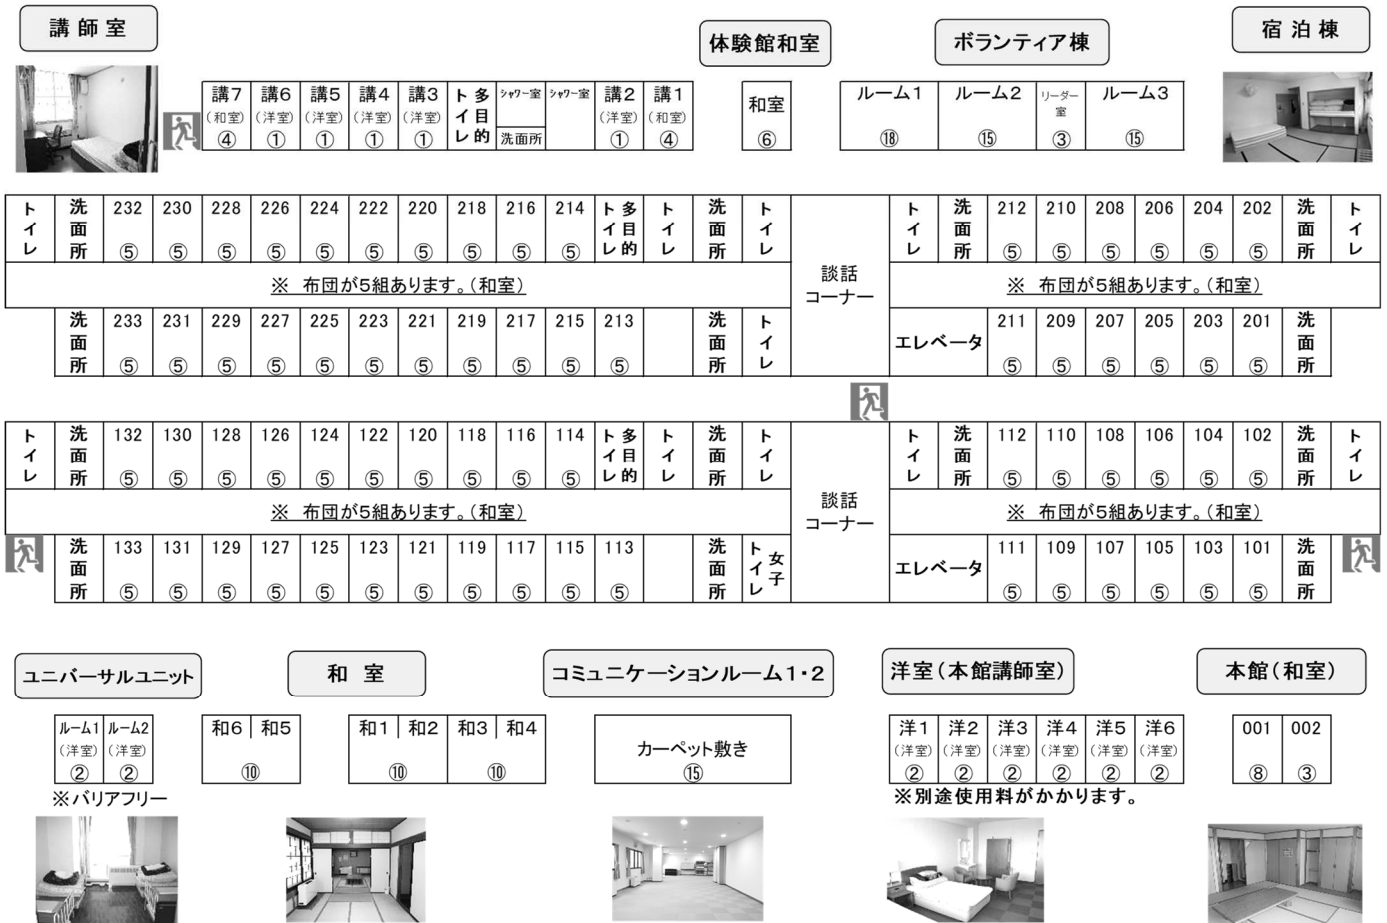 講師室
体験館和室
ボランティア棟
宿泊棟
講7 講6 講5 講4 講3 多目的トイレ シャワー室 シャワー室 講2 講1
(和室) (洋室) (洋室) (洋室) (洋室) 洗面所 (洋室) (和室)
④ ① ① ① ① ① ④
和室
⑥
ルーム1 ルーム2 リーダー室 ルーム3
⑱ ⑮ ③ ⑮
トイレ 洗面所 232 230 228 226 224 222 220 218 216 214 多目的トイレ トイレ 洗面所 トイレ
⑤ ⑤ ⑤ ⑤ ⑤ ⑤ ⑤ ⑤ ⑤ ⑤
※ 布団が5組あります。(和室)
洗面所 233 231 229 227 225 223 221 219 217 215 213 洗面所 トイレ
⑤ ⑤ ⑤ ⑤ ⑤ ⑤ ⑤ ⑤ ⑤ ⑤ ⑤
談話
コーナー
トイレ 洗面所 212 210 208 206 204 202 洗面所 トイレ
⑤ ⑤ ⑤ ⑤ ⑤ ⑤
※ 布団が5組あります。(和室)
エレベータ 211 209 207 205 203 201 洗面所
⑤ ⑤ ⑤ ⑤ ⑤ ⑤
トイレ 洗面所 132 130 128 126 124 122 120 118 116 114 多目的トイレ トイレ 洗面所 トイレ
⑤ ⑤ ⑤ ⑤ ⑤ ⑤ ⑤ ⑤ ⑤ ⑤
※ 布団が5組あります。(和室)
洗面所 133 131 129 127 125 123 121 119 117 115 113 洗面所 女子トイレ
⑤ ⑤ ⑤ ⑤ ⑤ ⑤ ⑤ ⑤ ⑤ ⑤ ⑤
談話
コーナー
トイレ 洗面所 112 110 108 106 104 102 洗面所 トイレ
⑤ ⑤ ⑤ ⑤ ⑤ ⑤
※ 布団が5組あります。(和室)
エレベータ 111 109 107 105 103 101 洗面所
⑤ ⑤ ⑤ ⑤ ⑤ ⑤
ユニバーサルユニット
ルーム1 ルーム2
(洋室) (洋室)
② ②
※バリアフリー
和 室
和6 和5 和1 和2 和3 和4
⑩ ⑩ ⑩
コミュニケーションルーム1・2
カーペット敷き
⑮
洋室(本館講師室)
洋1 洋2 洋3 洋4 洋5 洋6
(洋室) (洋室) (洋室) (洋室) (洋室) (洋室)
② ② ② ② ② ②
※別途使用料がかかります。
本館(和室)
001 002
⑧ ③